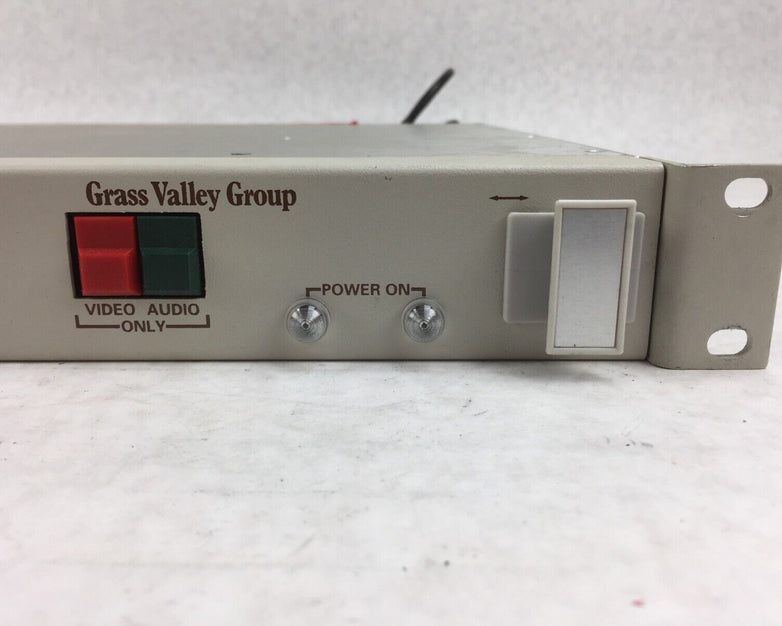 Grass Valley Group
POWER ON
VIDEO AUDIO
ONLY